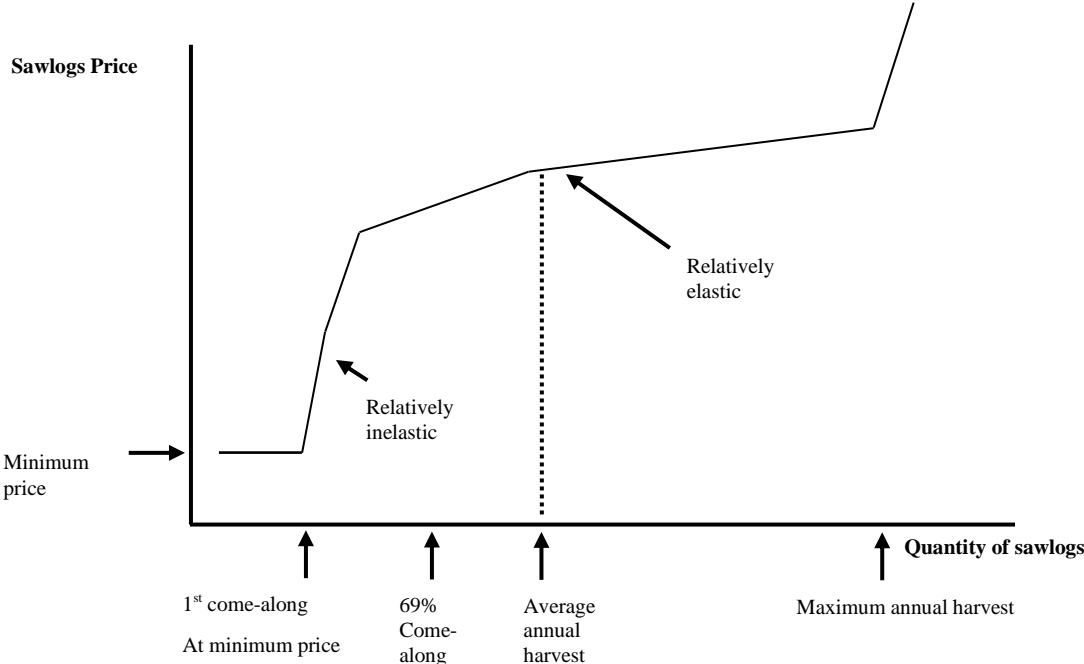 Sawlogs Price
Relatively
elastic
Relatively
inelastic
Minimum
price
Quantity of sawlogs
1st come-along
At minimum price
69%
Come-
along
Average
annual
harvest
Maximum annual harvest